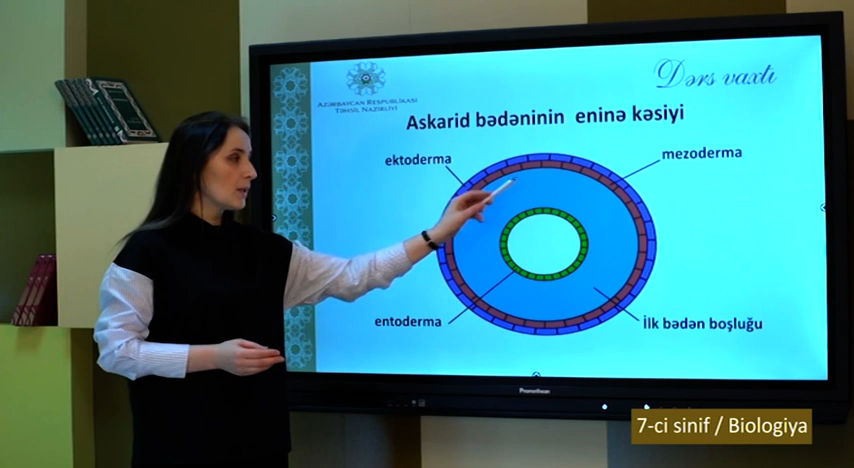 Dərs vaxtı
AZƏRBAYCAN RESPUBLİKASI
TƏHSİL NAZİRLİYİ
Askarid bədəninin eninə kəsiyi
ektoderma
mezoderma
entoderma
İlk bədən boşluğu
Promethean
7-ci sinif / Biologiya